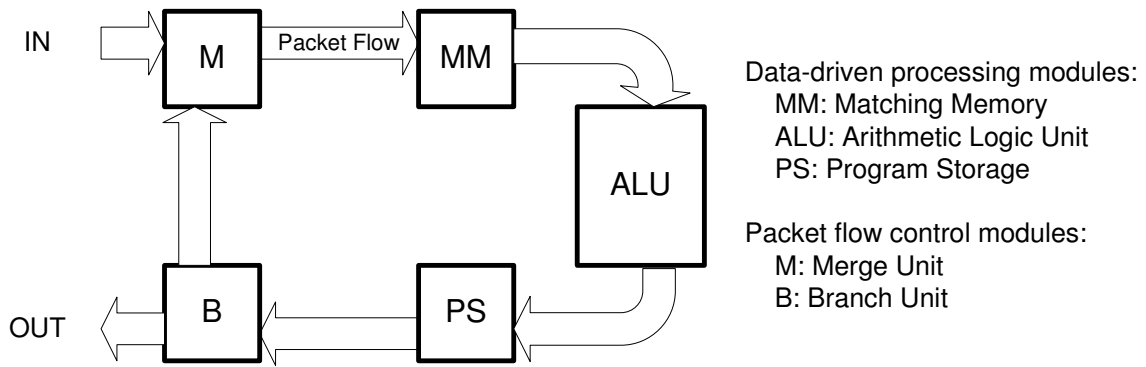 IN
M
Packet Flow
MM
ALU
PS
B
OUT
Data-driven processing modules:
MM: Matching Memory
ALU: Arithmetic Logic Unit
PS: Program Storage
Packet flow control modules:
M: Merge Unit
B: Branch Unit